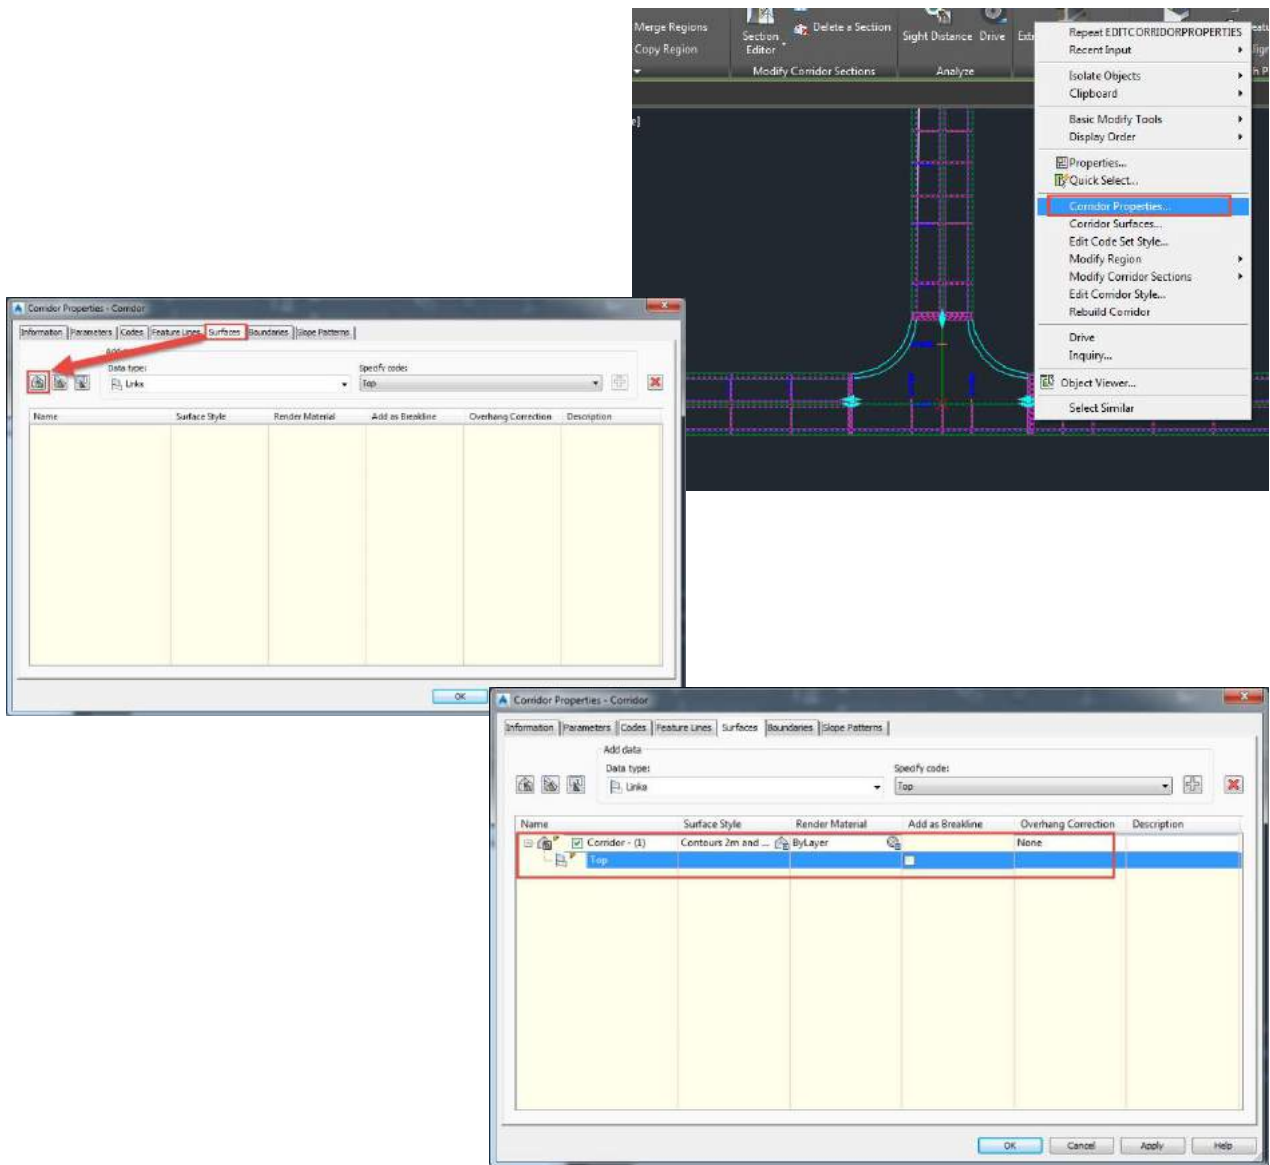 Merge Regions
Copy Region
Section
Editor
Delete a Section
Sight Distance
Drive
Modify Corridor Sections
Analyze
Repeat EDITCORRIDORPROPERTIES
Recent Input
Isolate Objects
Clipboard
Basic Modify Tools
Display Order
Properties...
Quick Select...
Corridor Properties...
Corridor Surfaces...
Edit Code Set Style...
Modify Region
Modify Corridor Sections
Edit Corridor Style...
Rebuild Corridor
Drive
Inquiry...
Object Viewer...
Select Similar
Corridor Properties - Corridor
Information Parameters Codes Feature Lines Surfaces Boundaries Slope Patterns
Data type:
Specify code:
Links
Top
Name Surface Style Render Material Add as Breakline Overhang Correction Description
OK
Corridor Properties - Corridor
Information Parameters Codes Feature Lines Surfaces Boundaries Slope Patterns
Add data
Data type:
Specify code:
Links
Top
Name Surface Style Render Material Add as Breakline Overhang Correction Description
Corridor - (1) Contours 2m and ... ByLayer None
Top
OK Cancel Apply Help